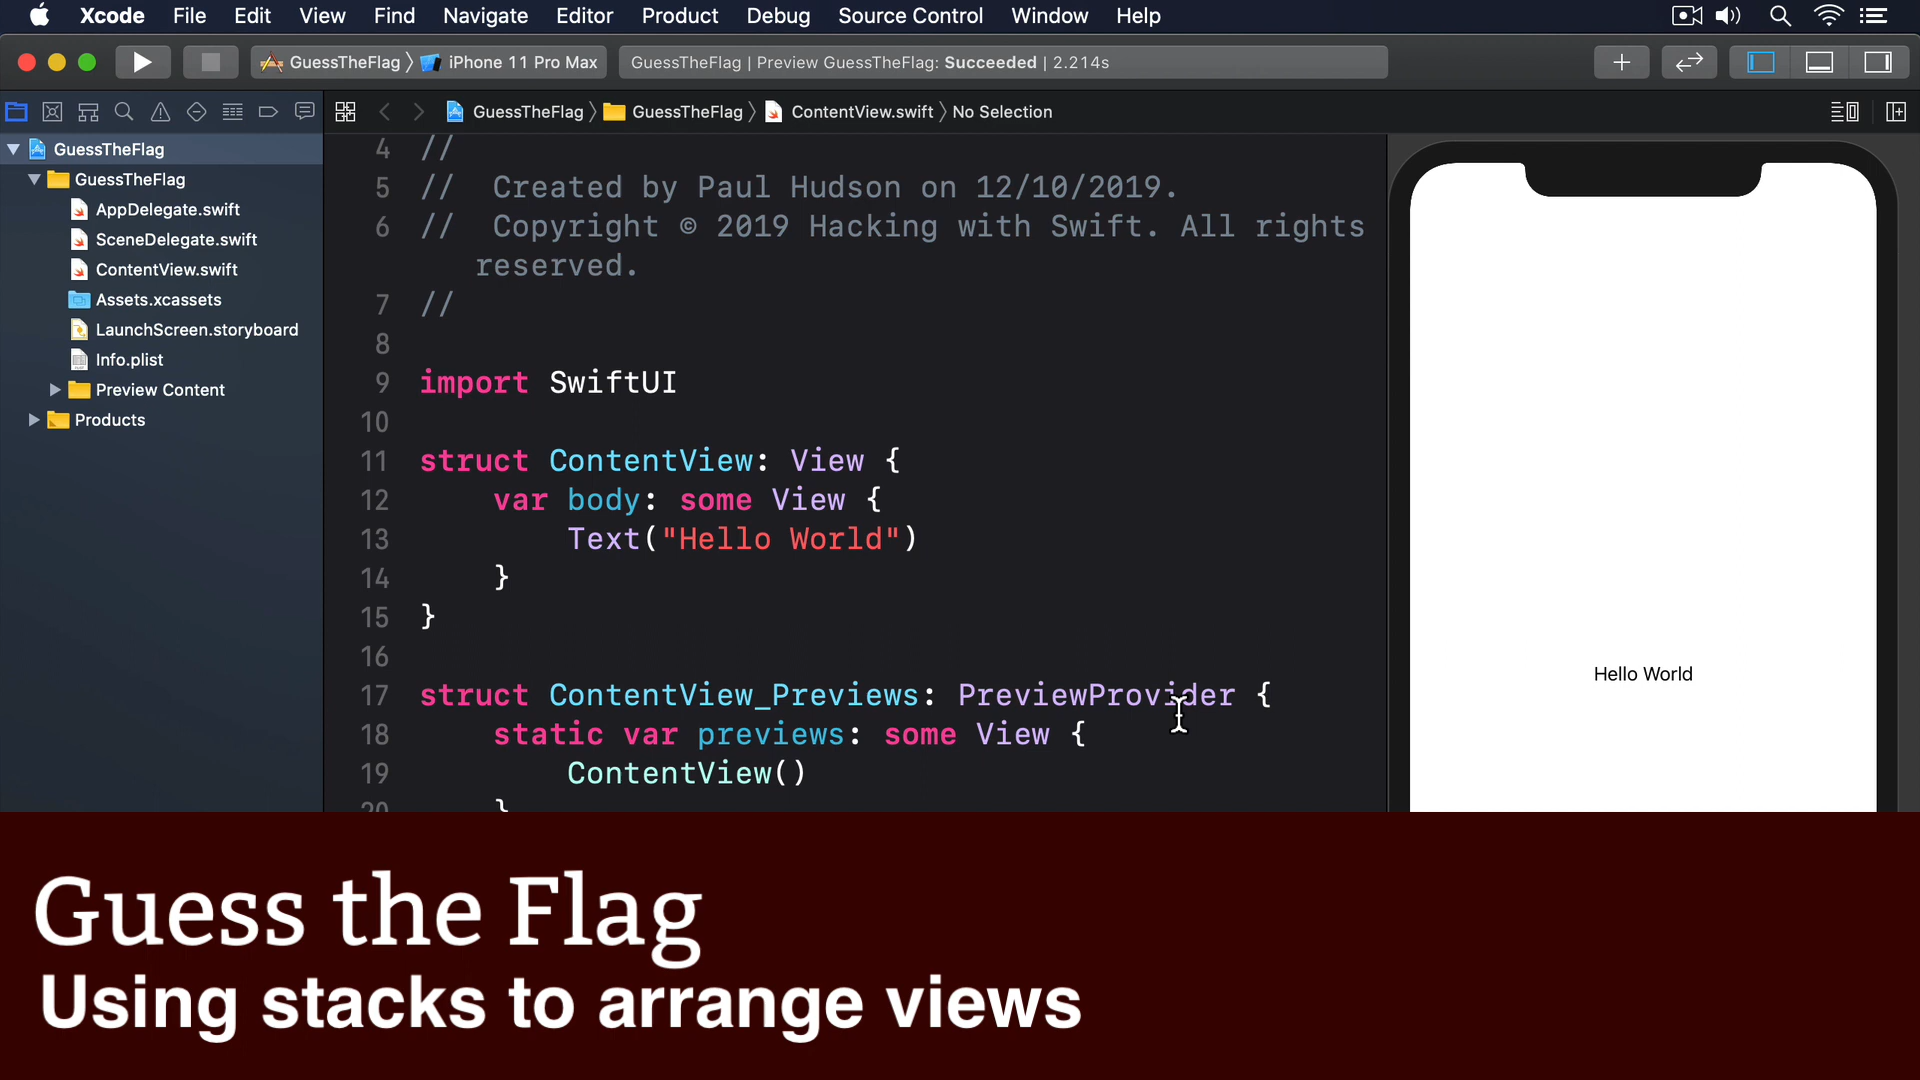 Xcode File Edit View Find Navigate Editor Product Debug Source Control Window Help
GuessTheFlag iPhone 11 Pro Max GuessTheFlag | Preview GuessTheFlag: Succeeded | 2.214s
GuessTheFlag GuessTheFlag ContentView.swift No Selection
GuessTheFlag
GuessTheFlag
AppDelegate.swift
SceneDelegate.swift
ContentView.swift
Assets.xcassets
LaunchScreen.storyboard
Info.plist
Preview Content
Products
4 //
5 // Created by Paul Hudson on 12/10/2019.
6 // Copyright © 2019 Hacking with Swift. All rights
reserved.
7 //
8
9 import SwiftUI
10
11 struct ContentView: View {
12 var body: some View {
13 Text("Hello World")
14 }
15 }
16
17 struct ContentView_Previews: PreviewProvider {
18 static var previews: some View {
19 ContentView()
20 }
Hello World
Guess the Flag
Using stacks to arrange views